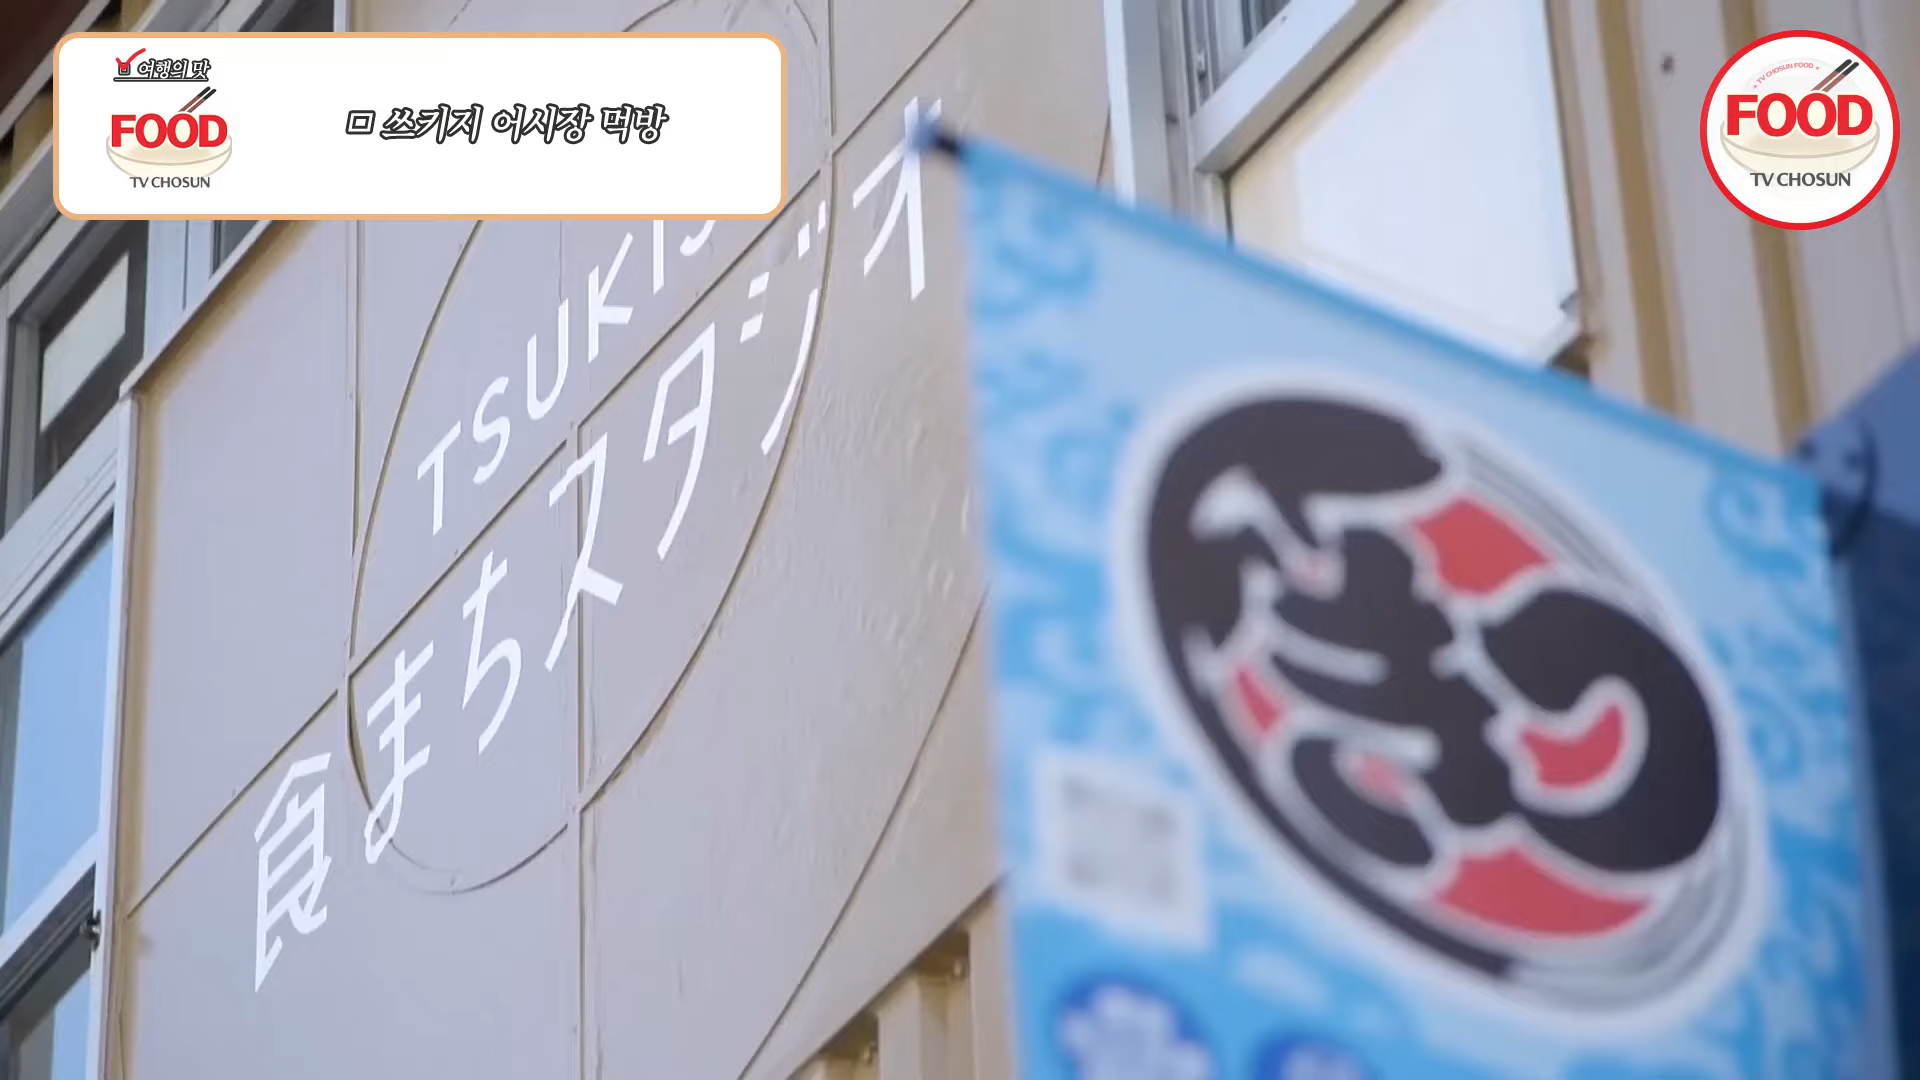 여행의 맛
FOOD
TV CHOSUN
ㅁ 쓰키지 어시장 먹방
TV CHOSUN FOOD
FOOD
TV CHOSUN
TSUKIJ
食まちスタジオ